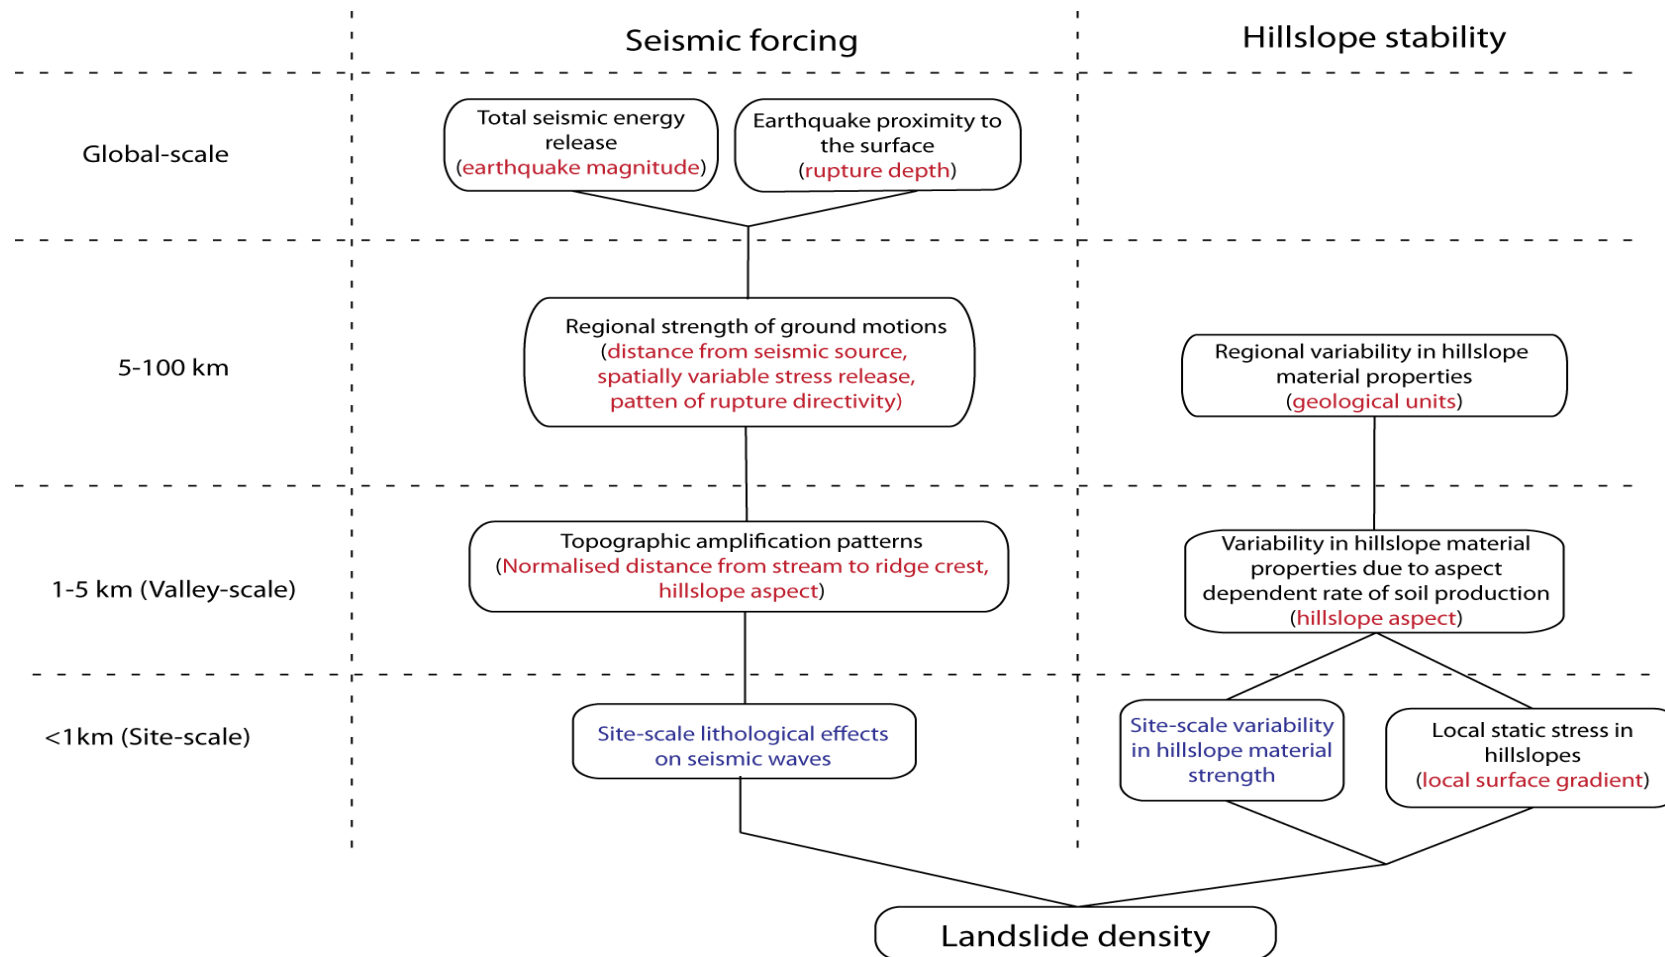 Seismic forcing
Hillslope stability
Global-scale
Total seismic energy
release
(earthquake magnitude)
Earthquake proximity to
the surface
(rupture depth)
5-100 km
Regional strength of ground motions
(distance from seismic source,
spatially variable stress release,
patten of rupture directivity)
Regional variability in hillslope
material properties
(geological units)
1-5 km (Valley-scale)
Topographic amplification patterns
(Normalised distance from stream to ridge crest,
hillslope aspect)
Variability in hillslope material
properties due to aspect
dependent rate of soil production
(hillslope aspect)
<1km (Site-scale)
Site-scale lithological effects
on seismic waves
Site-scale variability
in hillslope material
strength
Local static stress in
hillslopes
(local surface gradient)
Landslide density